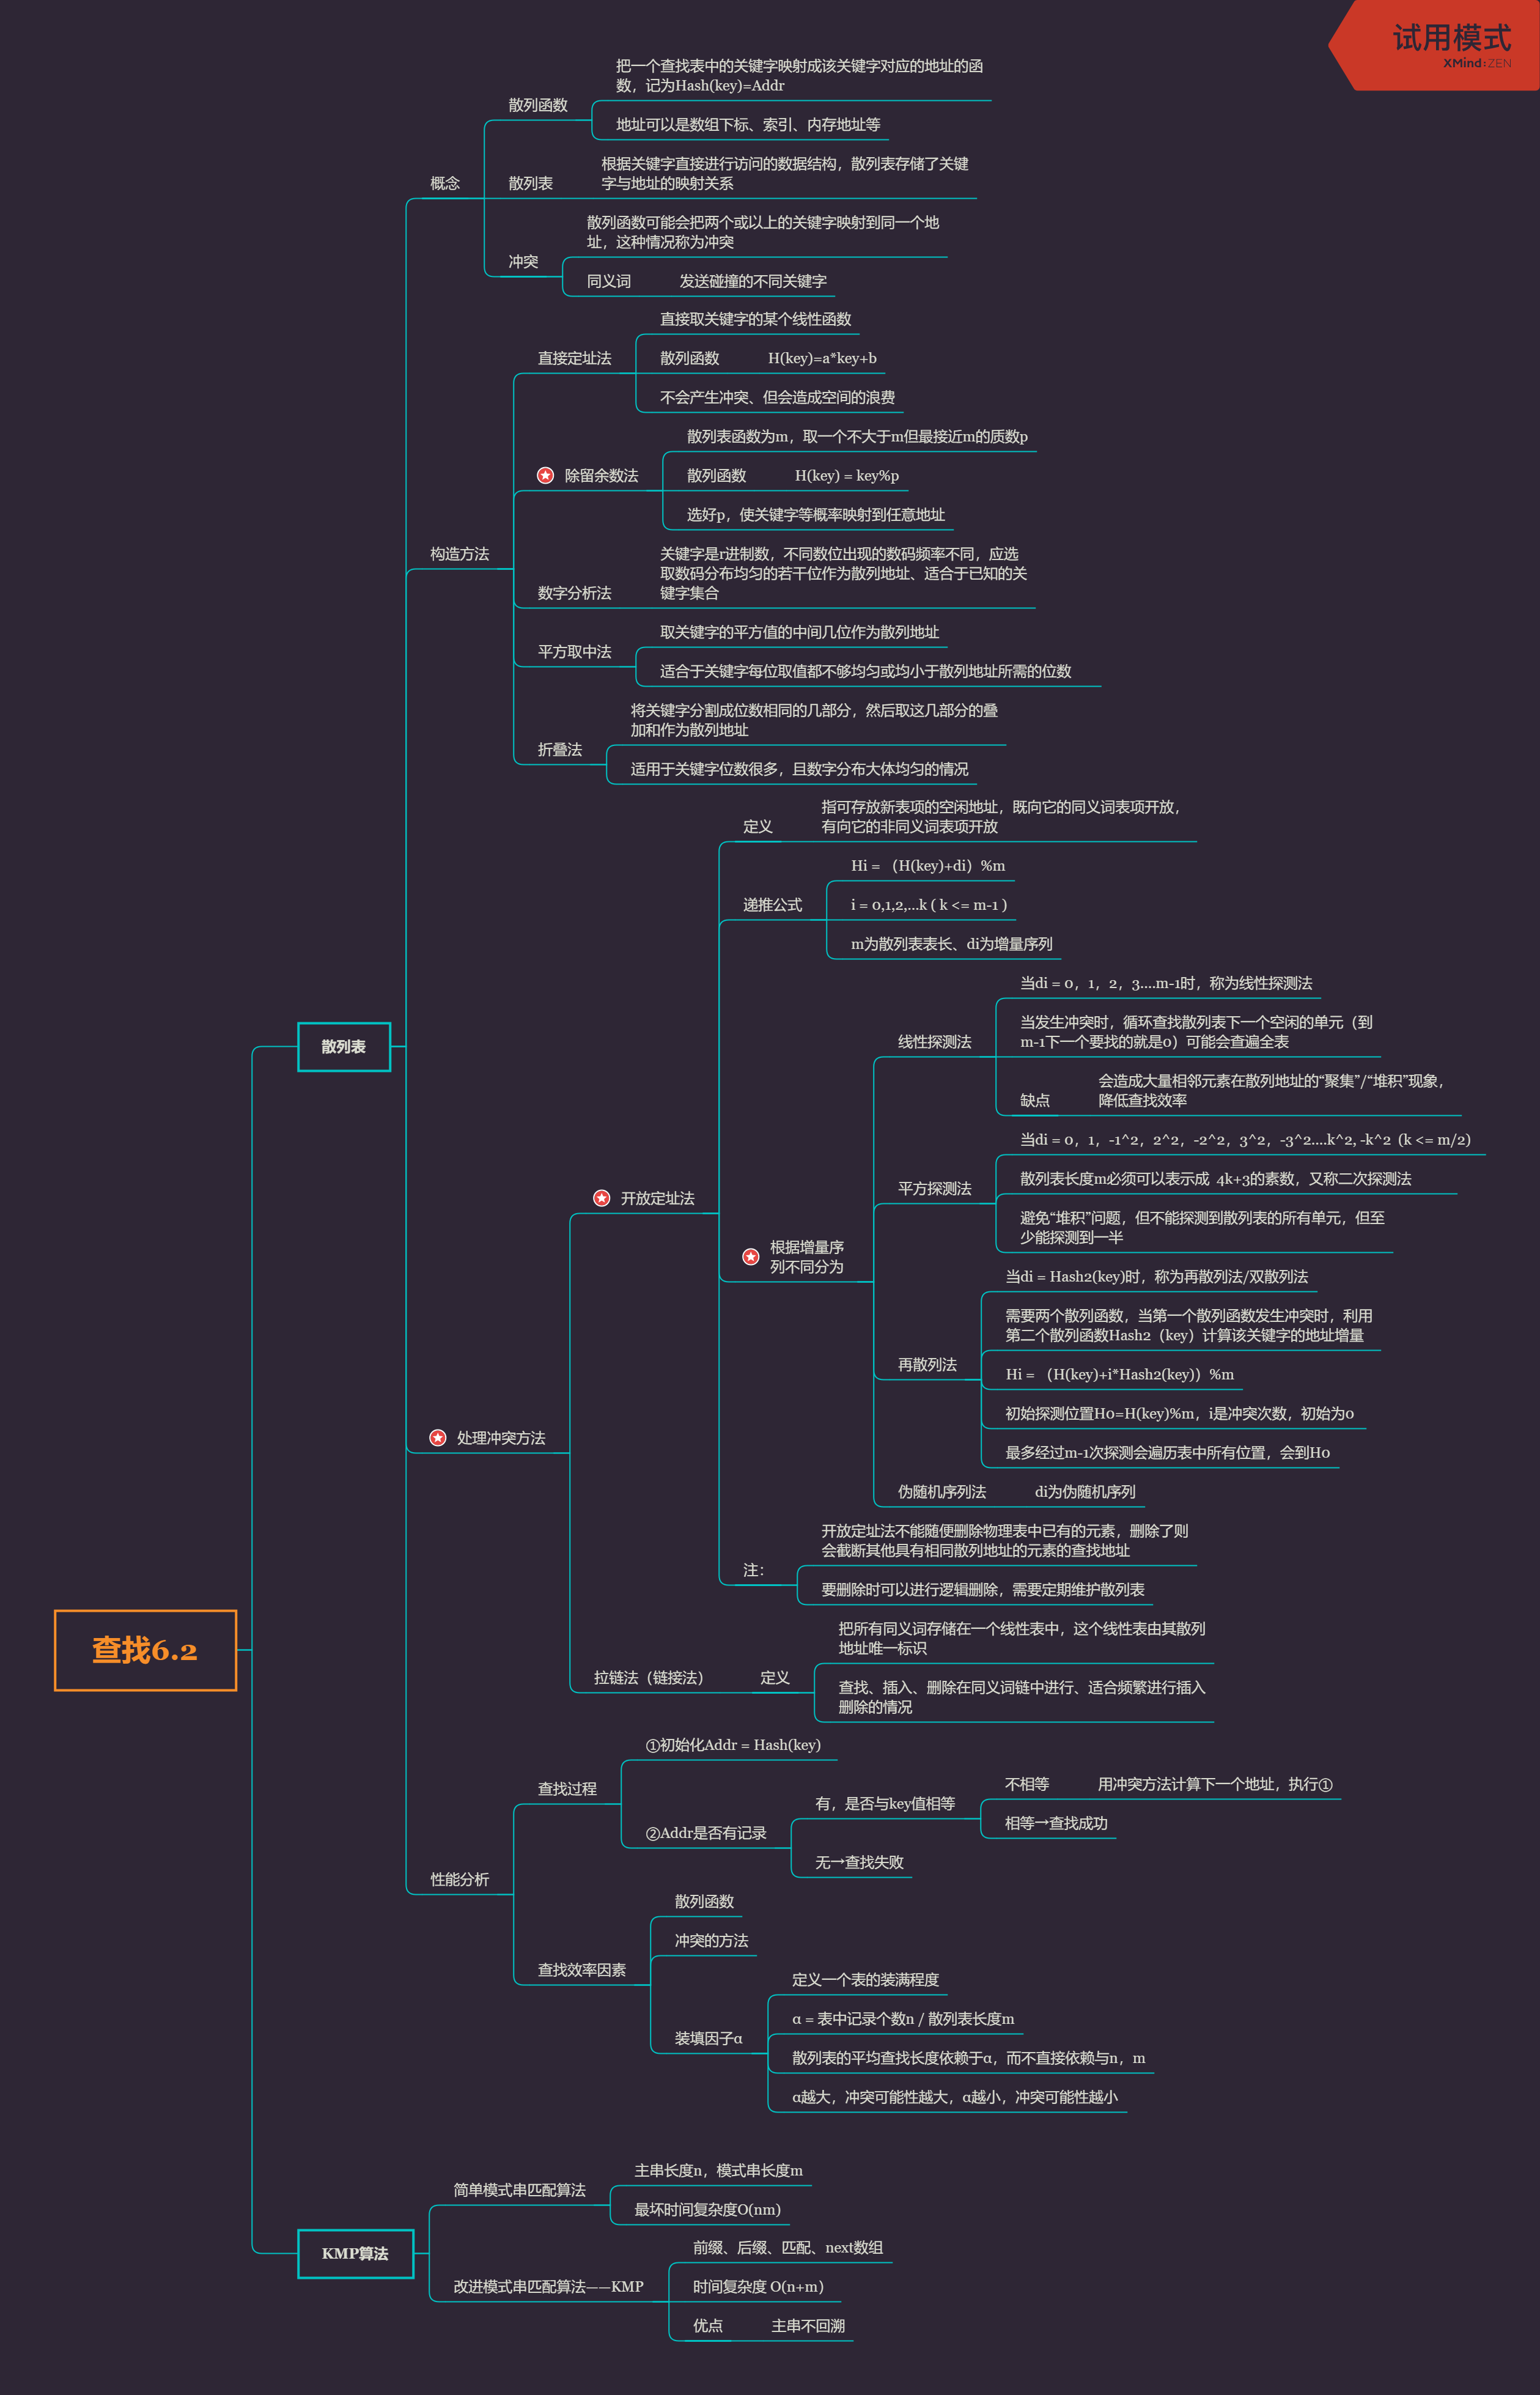 试用模式
XMind:ZEN
查找6.2
散列表
概念
散列函数
把一个查找表中的关键字映射成该关键字对应的地址的函
数，记为Hash(key)=Addr
地址可以是数组下标、索引、内存地址等
散列表
根据关键字直接进行访问的数据结构，散列表存储了关键
字与地址的映射关系
冲突
散列函数可能会把两个或以上的关键字映射到同一个地
址，这种情况称为冲突
同义词
发送碰撞的不同关键字
构造方法
直接定址法
直接取关键字的某个线性函数
散列函数
H(key)=a*key+b
不会产生冲突、但会造成空间的浪费
除留余数法
散列表函数为m，取一个不大于m但最接近m的质数p
散列函数
H(key) = key%p
选好p，使关键字等概率映射到任意地址
数字分析法
关键字是r进制数，不同数位出现的数码频率不同，应选
取数码分布均匀的若干位作为散列地址、适合于已知的关
键字集合
平方取中法
取关键字的平方值的中间几位作为散列地址
适合于关键字每位取值都不够均匀或均小于散列地址所需的位数
折叠法
将关键字分割成位数相同的几部分，然后取这几部分的叠
加和作为散列地址
适用于关键字位数很多，且数字分布大体均匀的情况
处理冲突方法
开放定址法
定义
指可存放新表项的空闲地址，既向它的同义词表项开放，
有向它的非同义词表项开放
递推公式
Hi = （H(key)+di）%m
i = 0,1,2,...k ( k <= m-1 )
m为散列表表长、di为增量序列
根据增量序
列不同分为
线性探测法
当di = 0，1，2，3....m-1时，称为线性探测法
当发生冲突时，循环查找散列表下一个空闲的单元（到
m-1下一个要找的就是0）可能会查遍全表
缺点
会造成大量相邻元素在散列地址的“聚集”/“堆积”现象，
降低查找效率
平方探测法
当di = 0，1，-1^2，2^2，-2^2，3^2，-3^2....k^2, -k^2（k <= m/2）
散列表长度m必须可以表示成 4k+3的素数，又称二次探测法
避免“堆积”问题，但不能探测到散列表的所有单元，但至
少能探测到一半
再散列法
当di = Hash2(key)时，称为再散列法/双散列法
需要两个散列函数，当第一个散列函数发生冲突时，利用
第二个散列函数Hash2（key）计算该关键字的地址增量
Hi = （H(key)+i*Hash2(key)）%m
初始探测位置H0=H(key)%m，i是冲突次数，初始为0
最多经过m-1次探测会遍历表中所有位置，会到H0
伪随机序列法
di为伪随机序列
注：
开放定址法不能随便删除物理表中已有的元素，删除了则
会截断其他具有相同散列地址的元素的查找地址
要删除时可以进行逻辑删除，需要定期维护散列表
拉链法（链接法）
定义
把所有同义词存储在一个线性表中，这个线性表由其散列
地址唯一标识
查找、插入、删除在同义词链中进行、适合频繁进行插入
删除的情况
性能分析
查找过程
①初始化Addr = Hash(key)
②Addr是否有记录
有，是否与key值相等
不相等
用冲突方法计算下一个地址，执行①
相等→查找成功
无→查找失败
查找效率因素
散列函数
冲突的方法
装填因子α
定义一个表的装满程度
α = 表中记录个数n / 散列表长度m
散列表的平均查找长度依赖于α，而不直接依赖与n，m
α越大，冲突可能性越大，α越小，冲突可能性越小
KMP算法
简单模式串匹配算法
主串长度n，模式串长度m
最坏时间复杂度O(nm)
改进模式串匹配算法——KMP
前缀、后缀、匹配、next数组
时间复杂度 O(n+m）
优点
主串不回溯